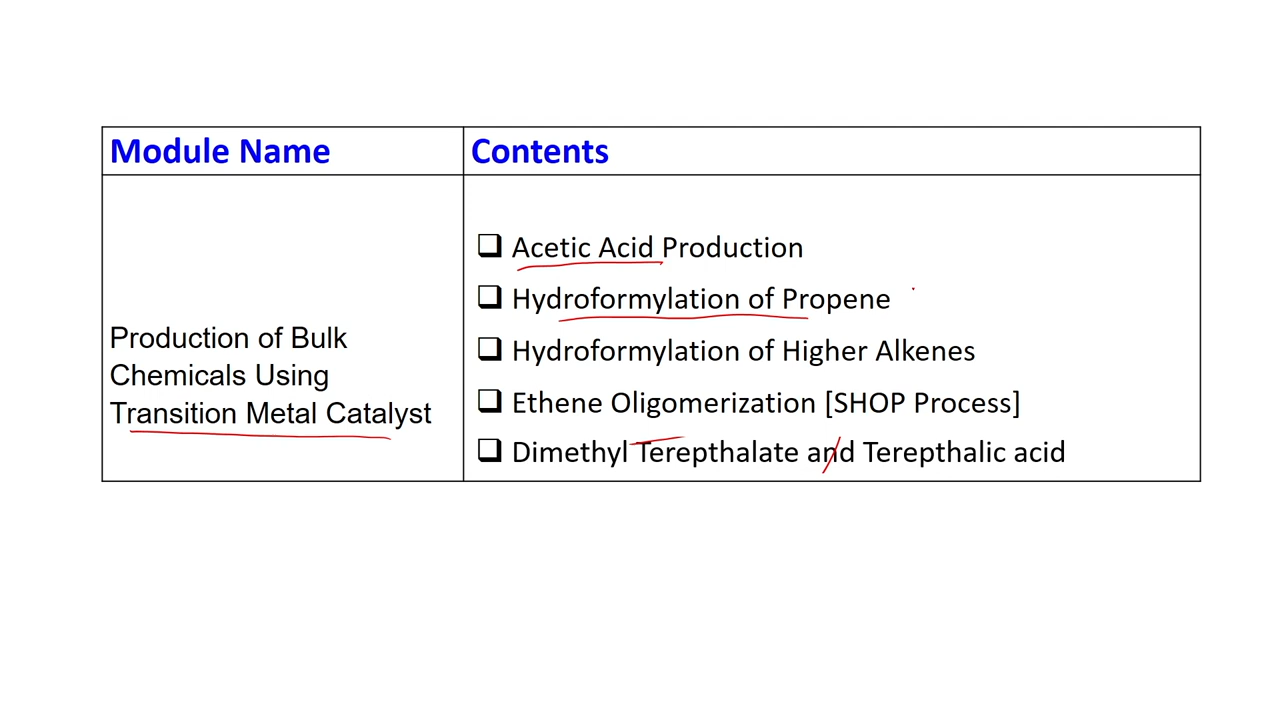 Module Name
Contents
Production of Bulk
Chemicals Using
Transition Metal Catalyst
Acetic Acid Production
Hydroformylation of Propene
Hydroformylation of Higher Alkenes
Ethene Oligomerization [SHOP Process]
Dimethyl Terepthalate and Terepthalic acid